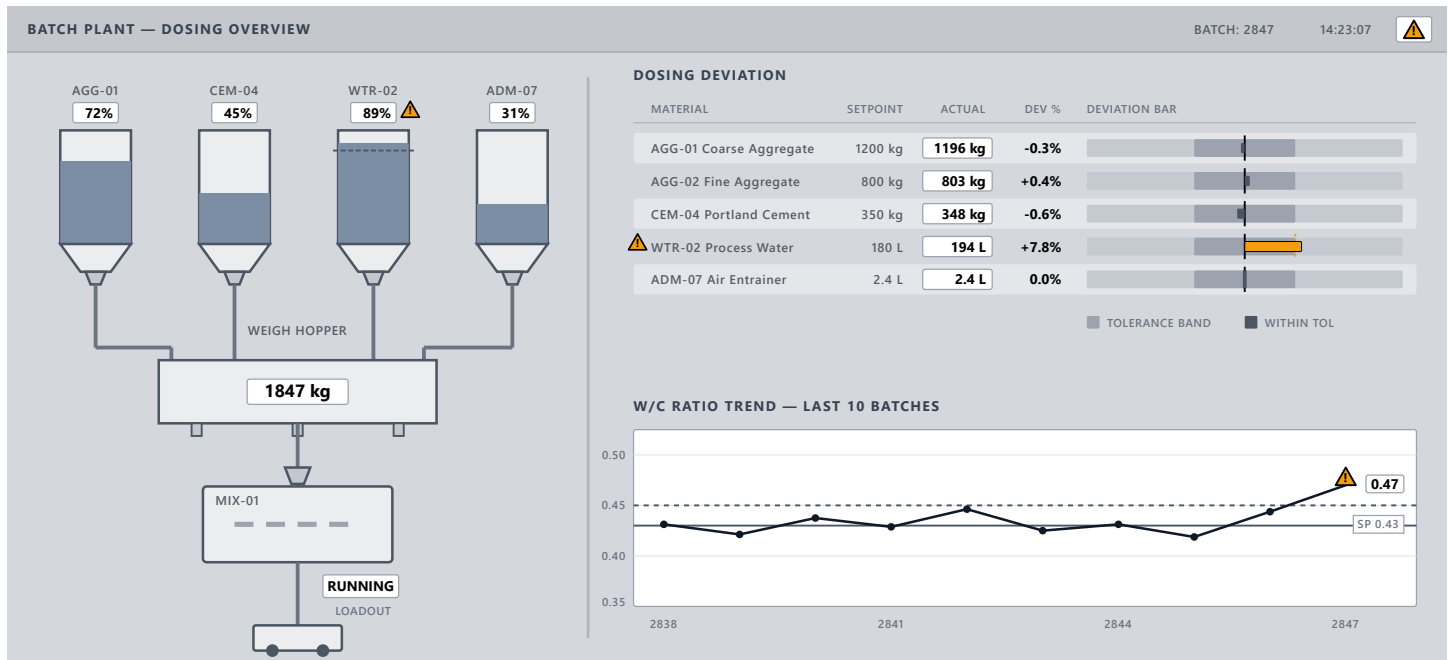 BATCH PLANT — DOSING OVERVIEW
BATCH: 2847
14:23:07
AGG-01
CEM-04
WTR-02
ADM-07
72%
45%
89%
31%
WEIGH HOPPER
1847 kg
MIX-01
RUNNING
LOADOUT
DOSING DEVIATION
MATERIAL SETPOINT ACTUAL DEV % DEVIATION BAR
AGG-01 Coarse Aggregate 1200 kg 1196 kg -0.3%
AGG-02 Fine Aggregate 800 kg 803 kg +0.4%
CEM-04 Portland Cement 350 kg 348 kg -0.6%
WTR-02 Process Water 180 L 194 L +7.8%
ADM-07 Air Entrainer 2.4 L 2.4 L 0.0%
TOLERANCE BAND WITHIN TOL
W/C RATIO TREND — LAST 10 BATCHES
0.50
0.47
0.45
SP 0.43
0.40
0.35
2838 2841 2844 2847